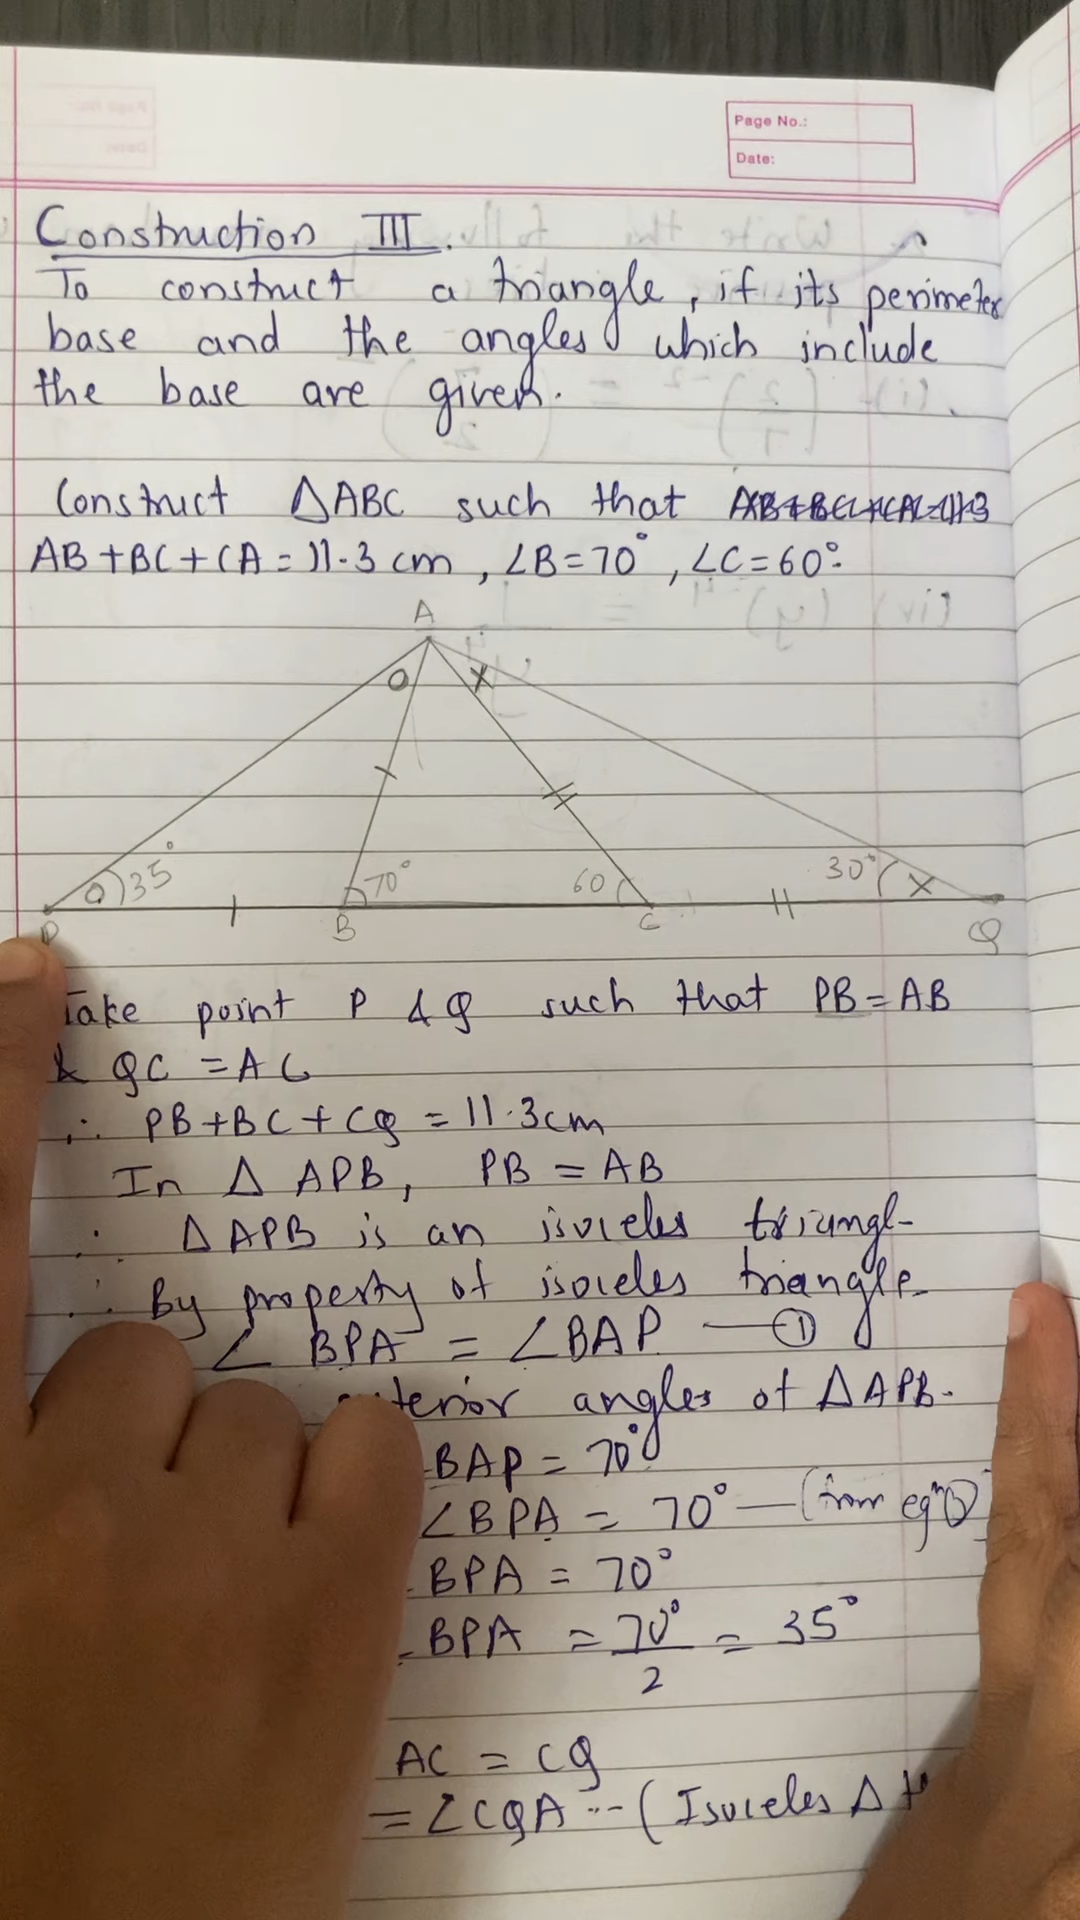 Page No.:
Date:
Construction III.
To construct a triangle, if its perimeter
base and the angles which include
the base are given.
Construct ΔABC such that
AB+BC+CA=11.3 cm, ∠B=70°, ∠C=60°.
A
O
X
O 35°
70°
60
30°
X
P
B
C
Q
Take point P & Q such that PB=AB
& QC = AC
∴ PB+BC+CQ = 11.3cm
In Δ APB, PB = AB
∴ ΔAPB is an isoceles triangl-
∴ By property of isoceles triangle
∠BPA = ∠BAP — ①
terior angles of ΔAPB.
BAP = 70°
∠BPA = 70° — (from eqⁿ
BPA = 70°
BPA = 70°/2 = 35°
AC = CQ
= ∠CQA -- (Isoceles Δ t